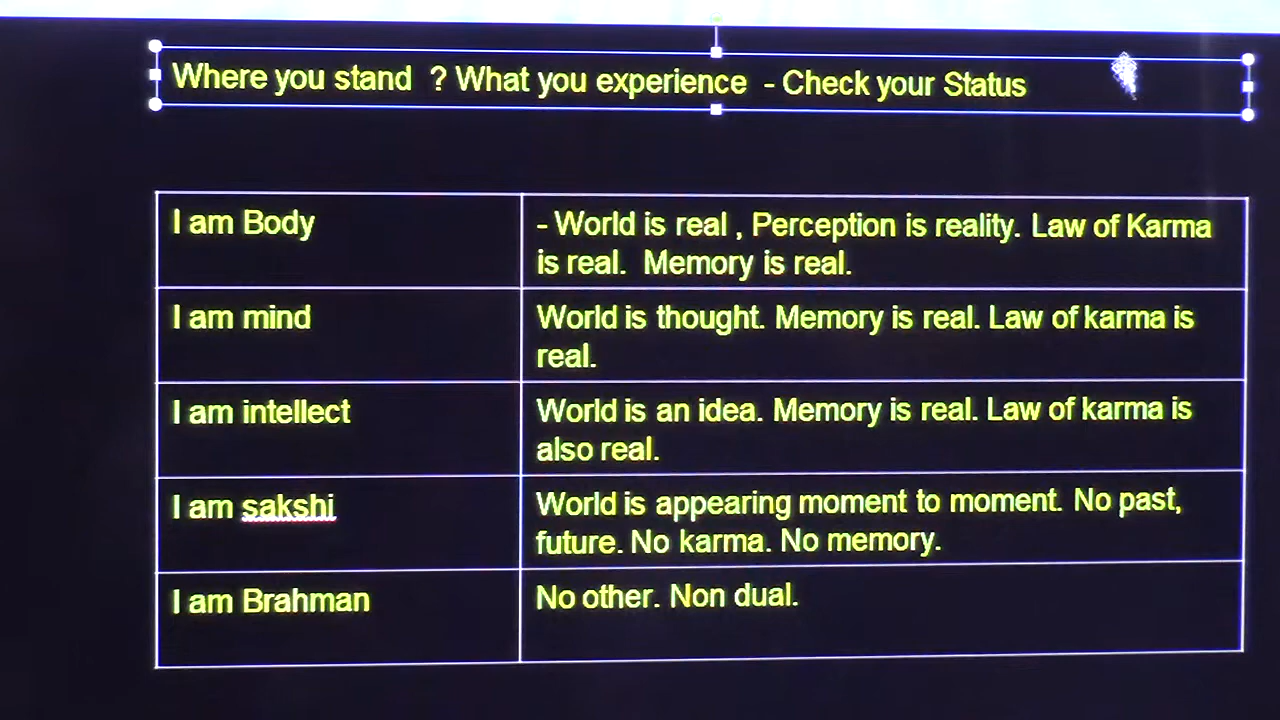 Where you stand ? What you experience - Check your Status
I am Body
- World is real , Perception is reality. Law of Karma
is real. Memory is real.
I am mind
World is thought. Memory is real. Law of karma is
real.
I am intellect
World is an idea. Memory is real. Law of karma is
also real.
I am sakshi
World is appearing moment to moment. No past,
future. No karma. No memory.
I am Brahman
No other. Non dual.